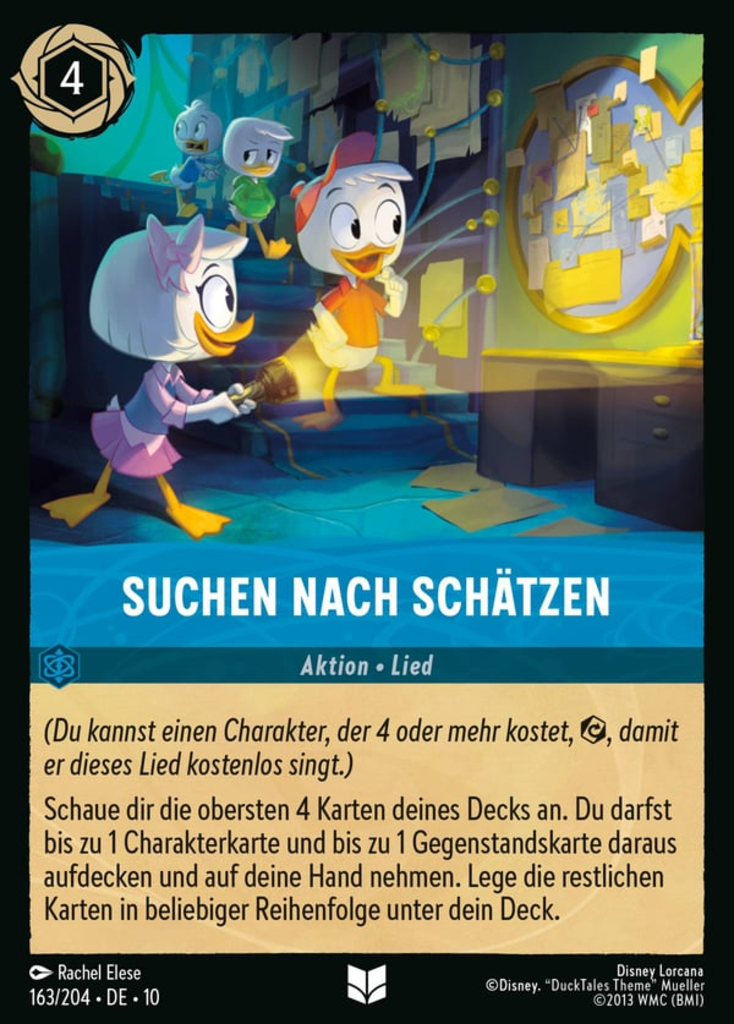 4
SUCHEN NACH SCHÄTZEN
Aktion • Lied
(Du kannst einen Charakter, der 4 oder mehr kostet, , damit
er dieses Lied kostenlos singt.)
Schaue dir die obersten 4 Karten deines Decks an. Du darfst
bis zu 1 Charakterkarte und bis zu 1 Gegenstandskarte daraus
aufdecken und auf deine Hand nehmen. Lege die restlichen
Karten in beliebiger Reihenfolge unter dein Deck.
Rachel Elese
163/204 • DE • 10
Disney Lorcana
©Disney. "DuckTales Theme" Mueller
©2013 WMC (BMI)